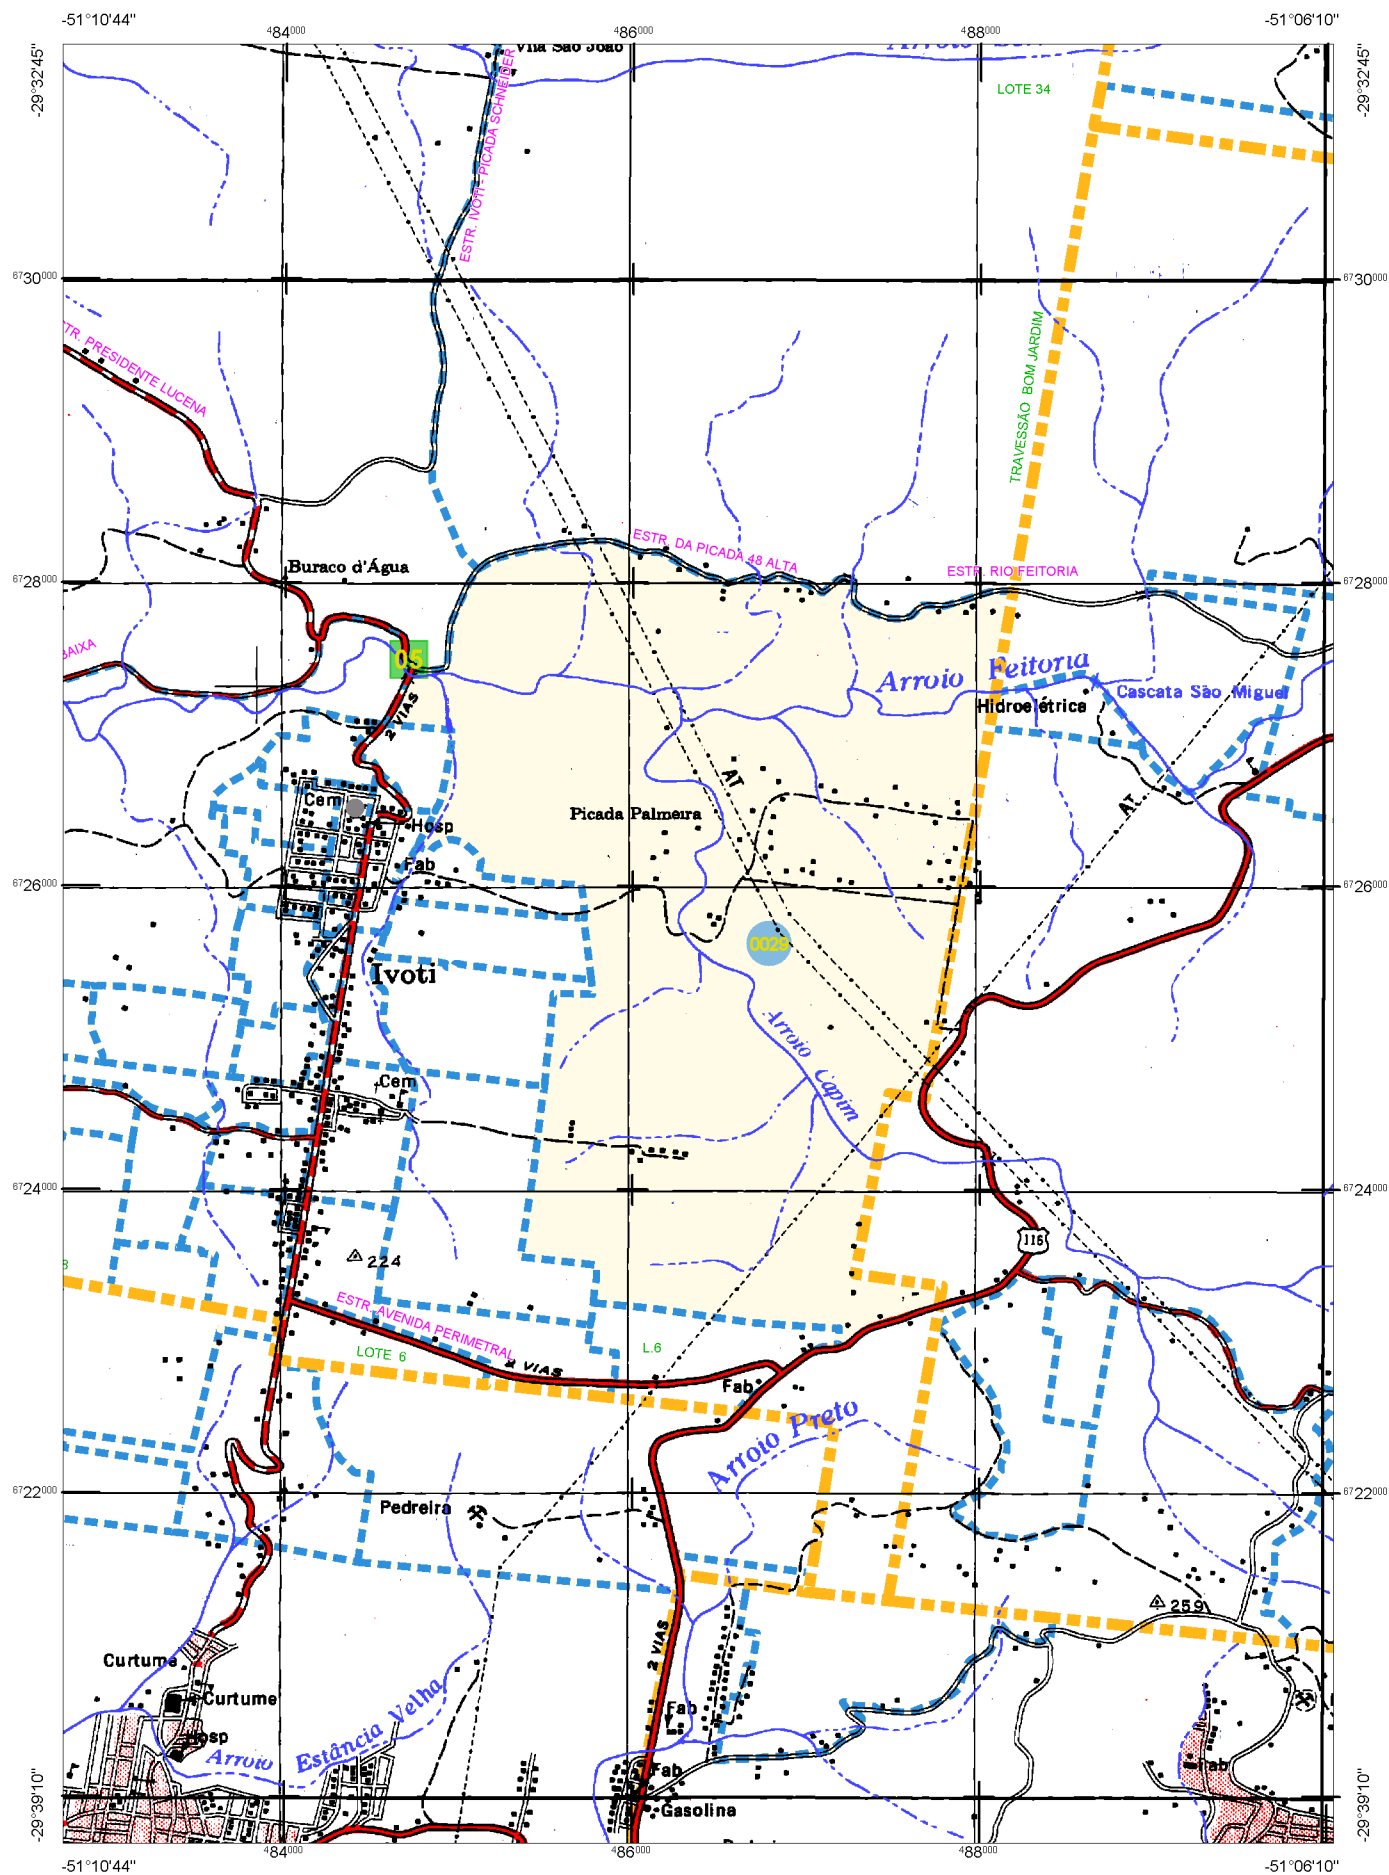 -51°10'44"
-51°06'10"
484000
486000
488000
-29°32'45"
-29°32'45"
Vila São João
LOTE 34
ESTR. IVOTI - PICADA SCHNEIDER
6730000
6730000
TR. PRESIDENTE LUCENA
TRAVESSÃO BOM JARDIM
ESTR. DA PICADA 48 ALTA
Buraco d'Água
ESTR. RIO FEITORIA
6728000
6728000
BAIXA
05
2 VIAS
Arroio Feitoria
Cascata São Miguel
Hidroelétrica
AT
AT
Cem
Hosp
Picada Palmeira
Fab
6726000
6726000
0029
Ivoti
Arroio Capim
Cem
6724000
6724000
116
224
8
ESTR. AVENIDA PERIMETRAL
LOTE 6
2 VIAS
L.6
Fab
Arroio Preto
6722000
6722000
Pedreira
259
2 VIAS
Curtume
Curtume
Hosp
Arroio Estância Velha
Fab
Fab
Fab
Gasolina
-29°39'10"
-29°39'10"
484000
486000
488000
-51°10'44"
-51°06'10"